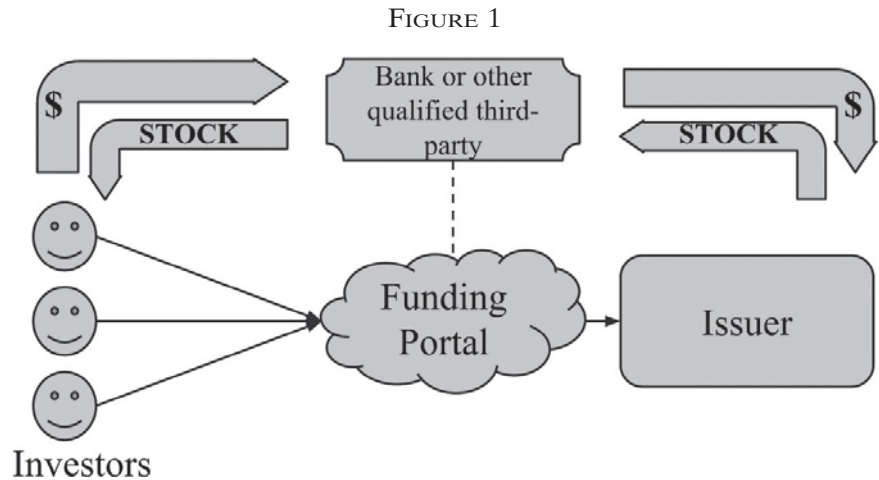 FIGURE 1
$
STOCK
Bank or other
qualified third-
party
$
STOCK
Funding
Portal
Issuer
Investors